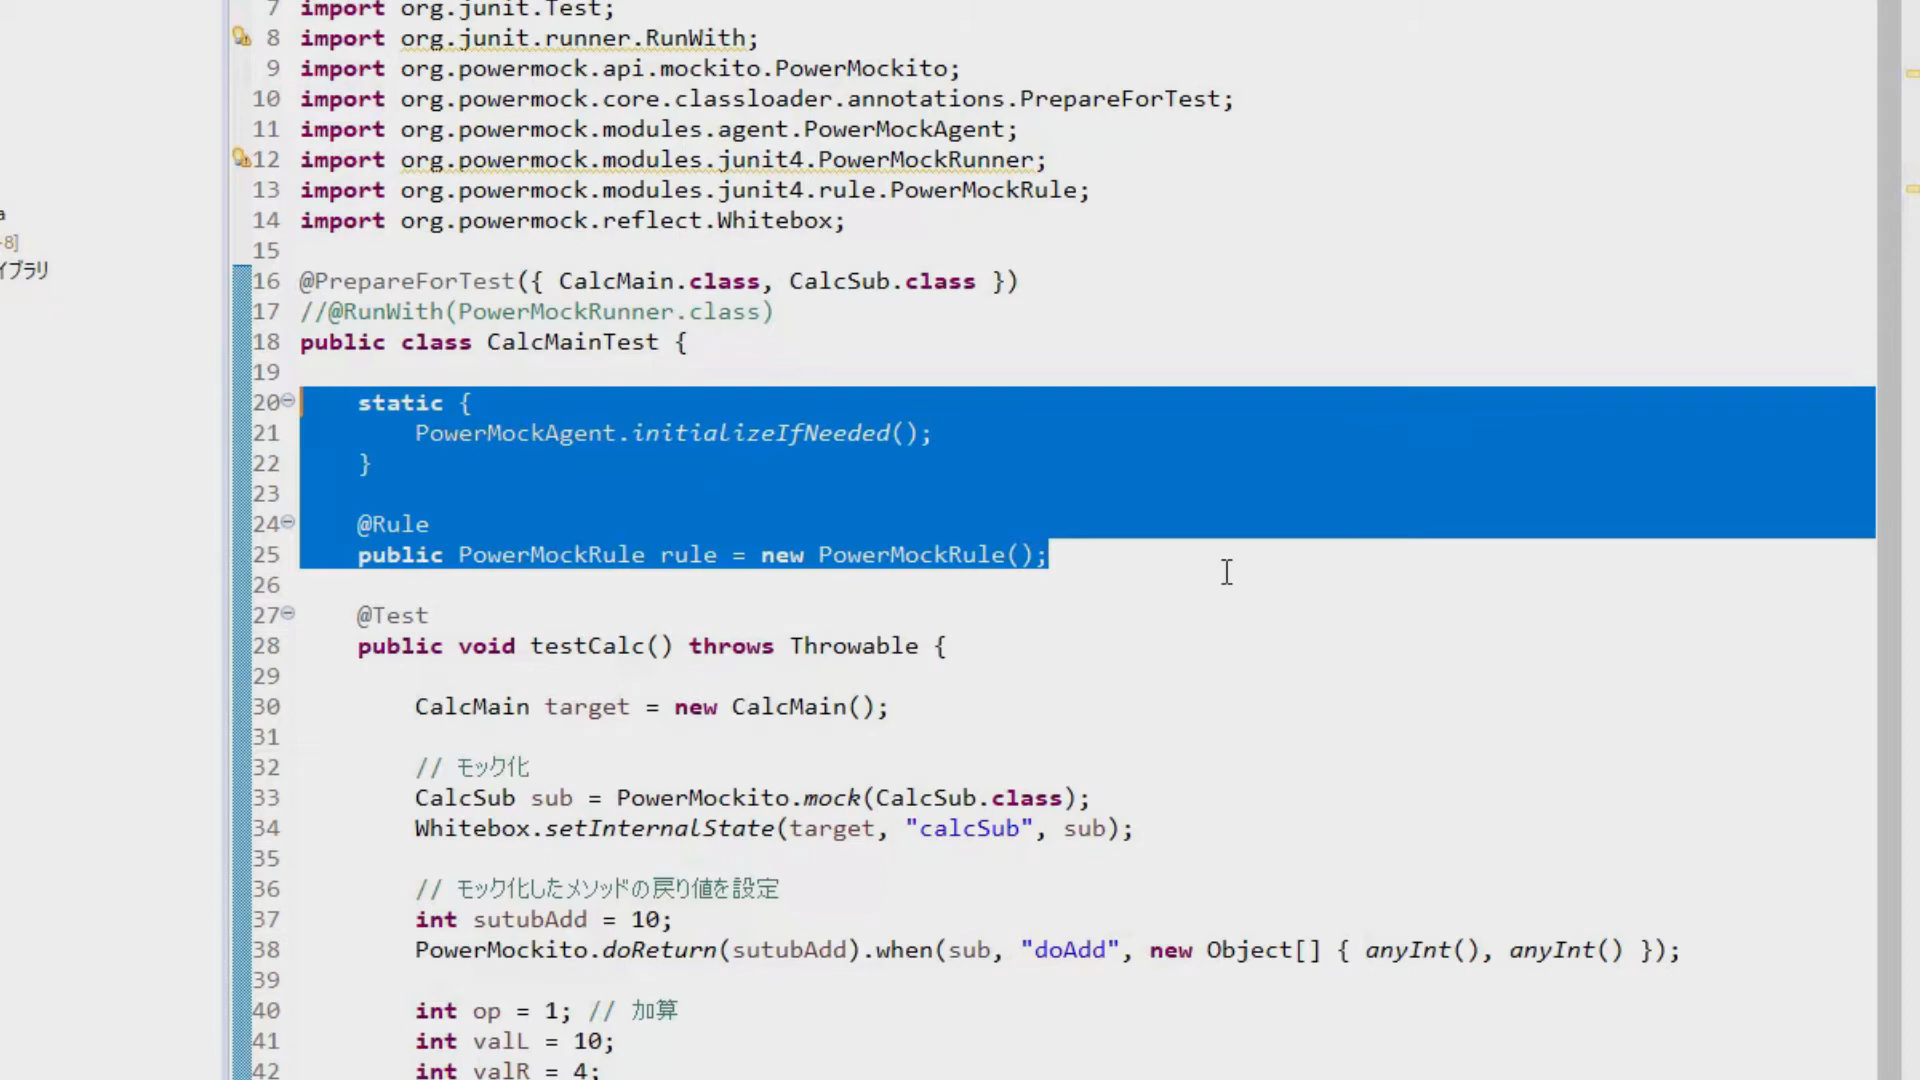 7 import org.junit.Test;
8 import org.junit.runner.RunWith;
9 import org.powermock.api.mockito.PowerMockito;
10 import org.powermock.core.classloader.annotations.PrepareForTest;
11 import org.powermock.modules.agent.PowerMockAgent;
12 import org.powermock.modules.junit4.PowerMockRunner;
13 import org.powermock.modules.junit4.rule.PowerMockRule;
14 import org.powermock.reflect.Whitebox;
a
15
-8]
イブラリ
16 @PrepareForTest({ CalcMain.class, CalcSub.class })
17 //@RunWith(PowerMockRunner.class)
18 public class CalcMainTest {
19
20 static {
21 PowerMockAgent.initializeIfNeeded();
22 }
23
24 @Rule
25 public PowerMockRule rule = new PowerMockRule();
26
27 @Test
28 public void testCalc() throws Throwable {
29
30 CalcMain target = new CalcMain();
31
32 // モック化
33 CalcSub sub = PowerMockito.mock(CalcSub.class);
34 Whitebox.setInternalState(target, "calcSub", sub);
35
36 // モック化したメソッドの戻り値を設定
37 int sutubAdd = 10;
38 PowerMockito.doReturn(sutubAdd).when(sub, "doAdd", new Object[] { anyInt(), anyInt() });
39
40 int op = 1; // 加算
41 int valL = 10;
42 int valR = 4;